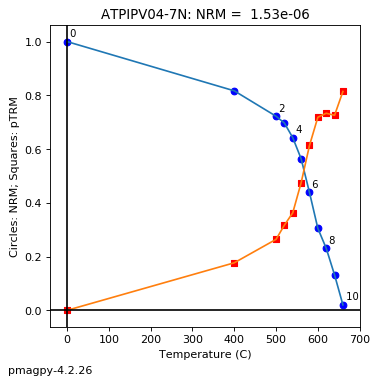 ATPIPV04-7N: NRM =  1.53e-06
Circles: NRM; Squares: pTRM
1.0
0.8
0.6
0.4
0.2
0.0
0
2
4
6
8
10
0 100 200 300 400 500 600 700
Temperature (C)
pmagpy-4.2.26